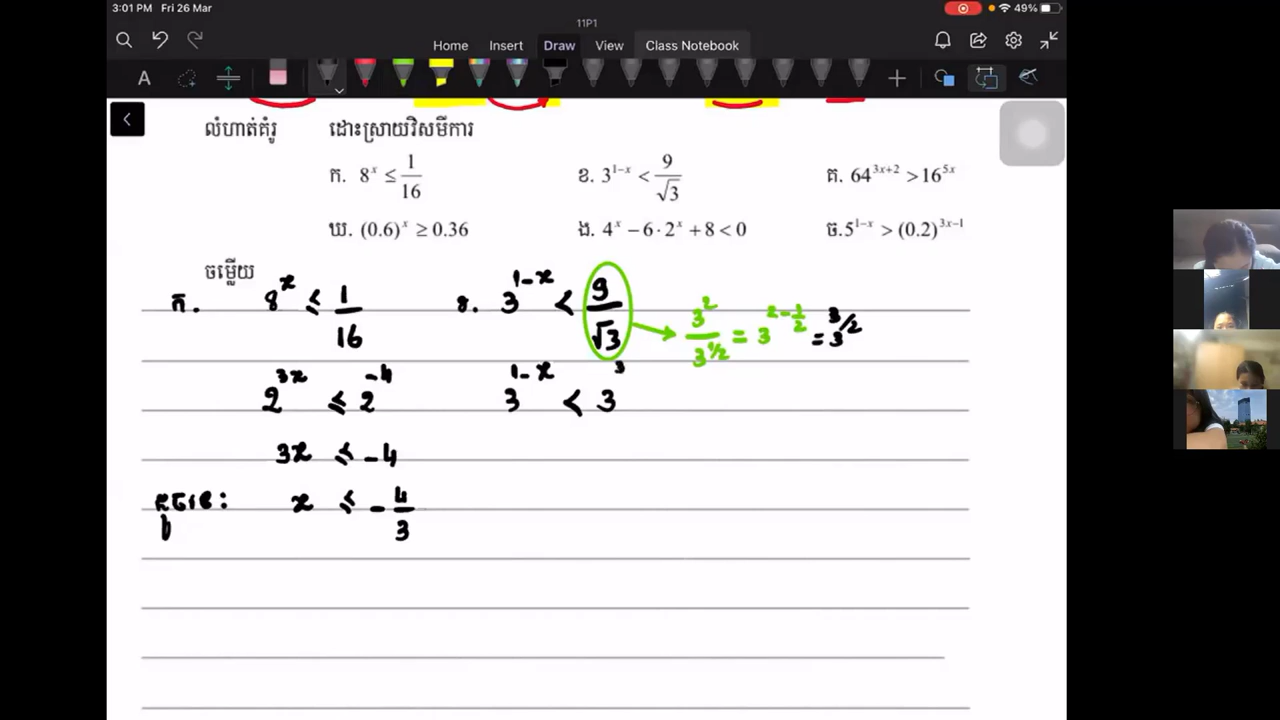 3:01 PM Fri 26 Mar
49%
11P1
Home Insert Draw View Class Notebook
A
លំហាត់គំរូ ដោះស្រាយវិសមីការ
ក. 8^x ≤ 1/16 ខ. 3^(1−x) < 9/√3 គ. 64^(3x+2) > 16^(5x)
ឃ. (0.6)^x ≥ 0.36 ង. 4^x − 6·2^x + 8 < 0 ច. 5^(1−x) > (0.2)^(3x−1)
ចម្លើយ
ក. 8^x ≤ 1/16 ខ. 3^(1-x) < 9/√3 → 3^2/3^(1/2) = 3^(2-1/2) = 3^(3/2)
2^(3x) ≤ 2^(-4) 3^(1-x) < 3^3
3x ≤ -4
ដូចនេះ: x ≤ -4/3